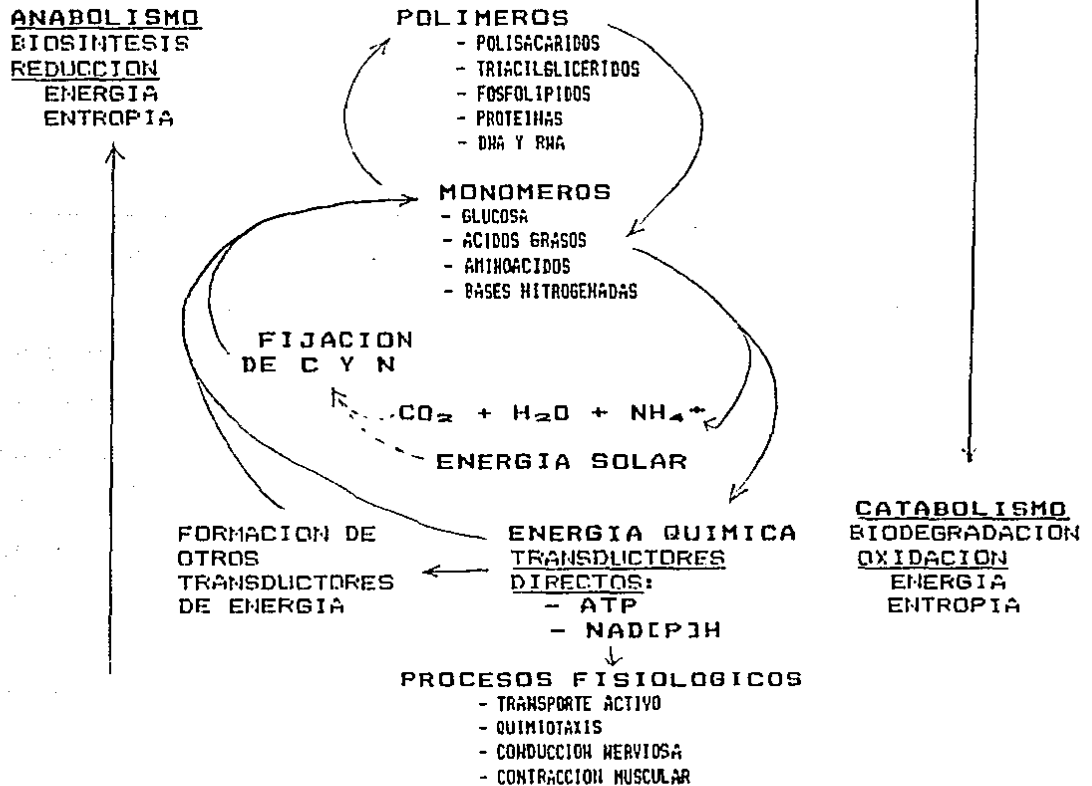 ANABOLISMO
BIOSINTESIS
REDUCCION
ENERGIA
ENTROPIA
POLIMEROS
- POLISACARIDOS
- TRIACILGLICERIDOS
- FOSFOLIPIDOS
- PROTEINAS
- DNA Y RNA
MONOMEROS
- GLUCOSA
- ACIDOS GRASOS
- AMINOACIDOS
- BASES NITROGENADAS
FIJACION
DE C Y N
CO₂ + H₂O + NH₄⁺
ENERGIA SOLAR
FORMACION DE
OTROS
TRANSDUCTORES
DE ENERGIA
ENERGIA QUIMICA
TRANSDUCTORES
DIRECTOS:
- ATP
- NAD[P]H
CATABOLISMO
BIODEGRADACION
OXIDACION
ENERGIA
ENTROPIA
PROCESOS FISIOLOGICOS
- TRANSPORTE ACTIVO
- QUIMIOTAXIS
- CONDUCCION NERVIOSA
- CONTRACCION MUSCULAR